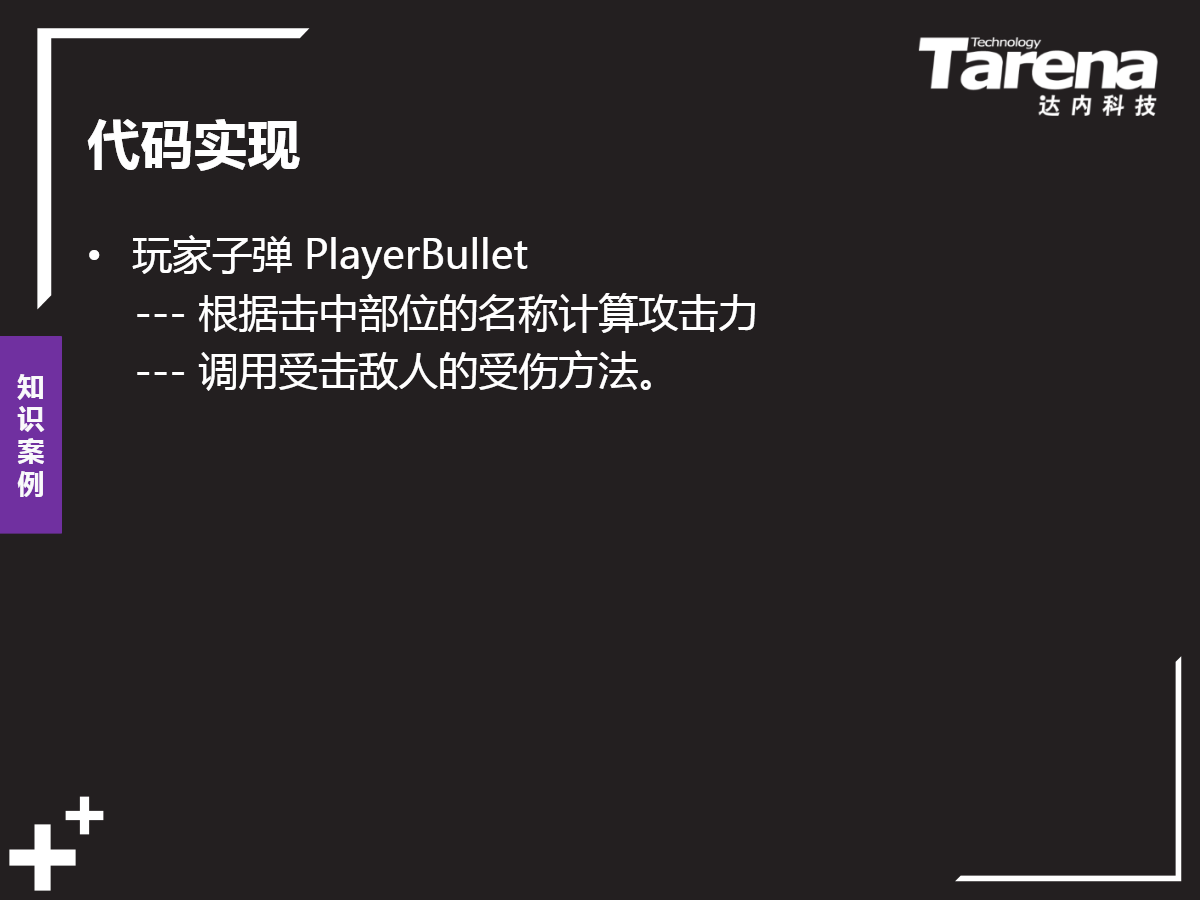 Technology
Tarena
达内科技
代码实现
• 玩家子弹 PlayerBullet
--- 根据击中部位的名称计算攻击力
--- 调用受击敌人的受伤方法。
知识案例